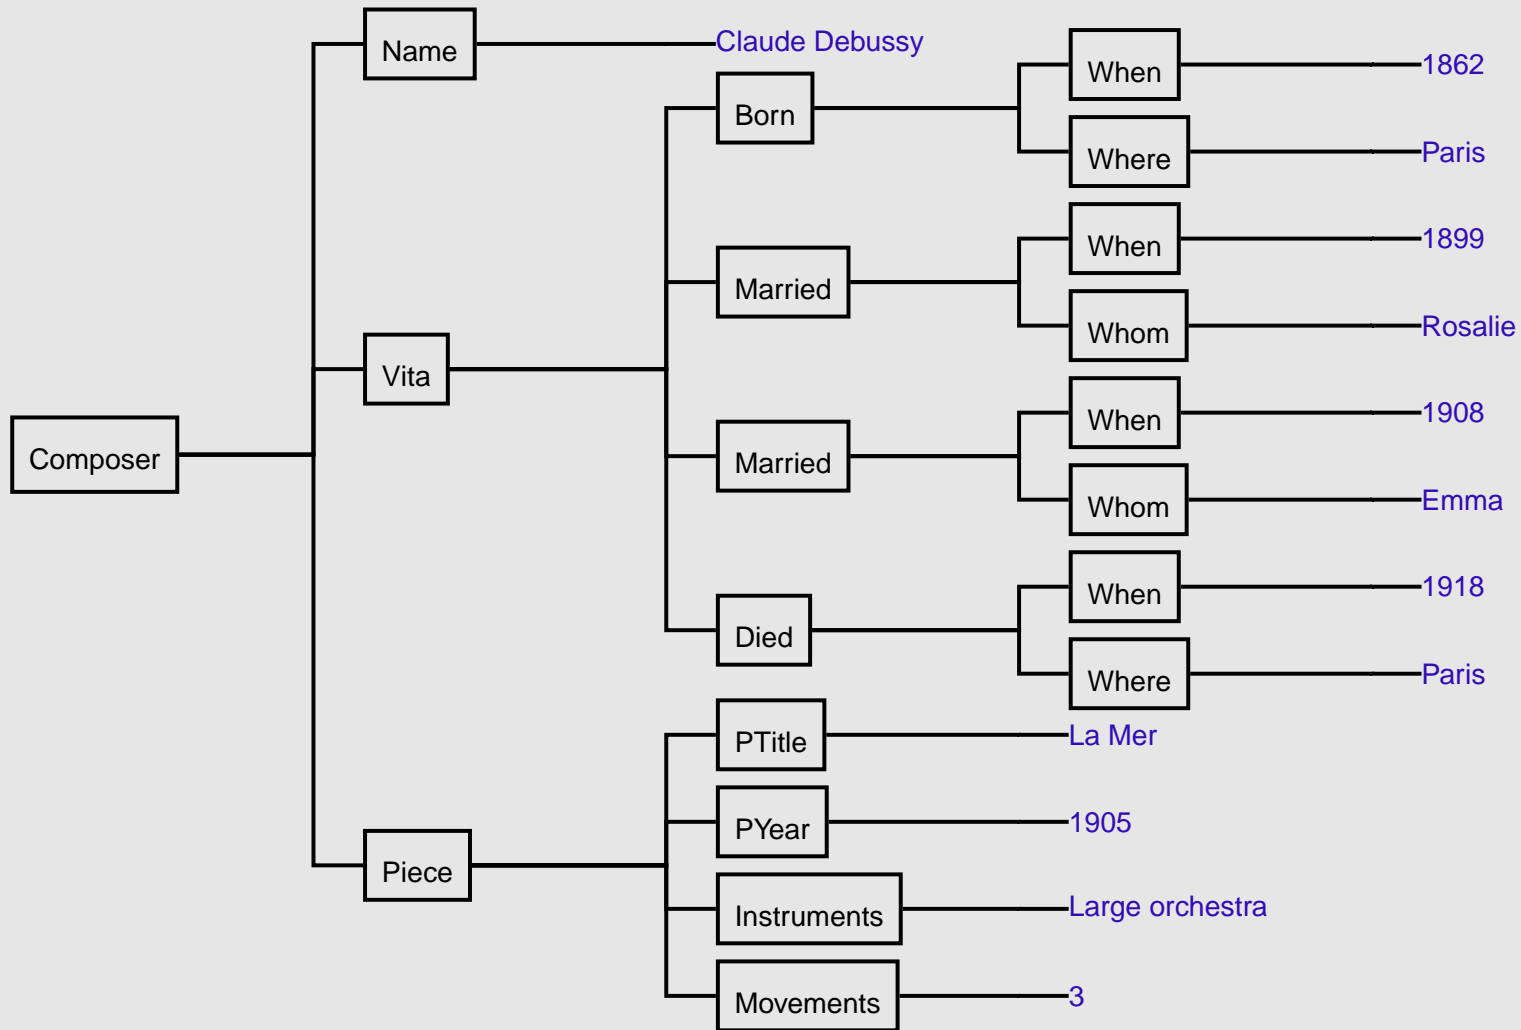 Name
Claude Debussy
Born
When
1862
Where
Paris
Married
When
1899
Whom
Rosalie
Vita
Married
When
1908
Whom
Emma
Composer
Died
When
1918
Where
Paris
PTitle
La Mer
PYear
1905
Piece
Instruments
Large orchestra
Movements
3